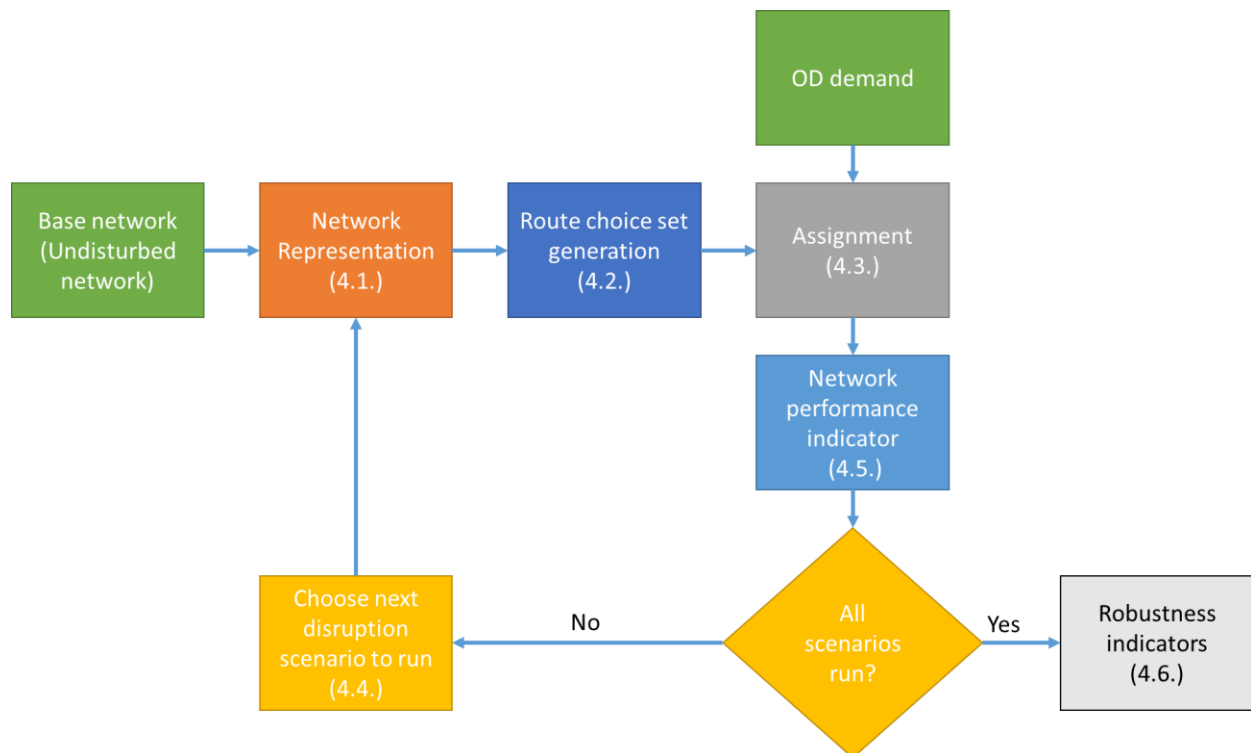 OD demand
Base network
(Undisturbed
network)
Network
Representation
(4.1.)
Route choice set
generation
(4.2.)
Assignment
(4.3.)
Network
performance
indicator
(4.5.)
Choose next
disruption
scenario to run
(4.4.)
No
All
scenarios
run?
Yes
Robustness
indicators
(4.6.)